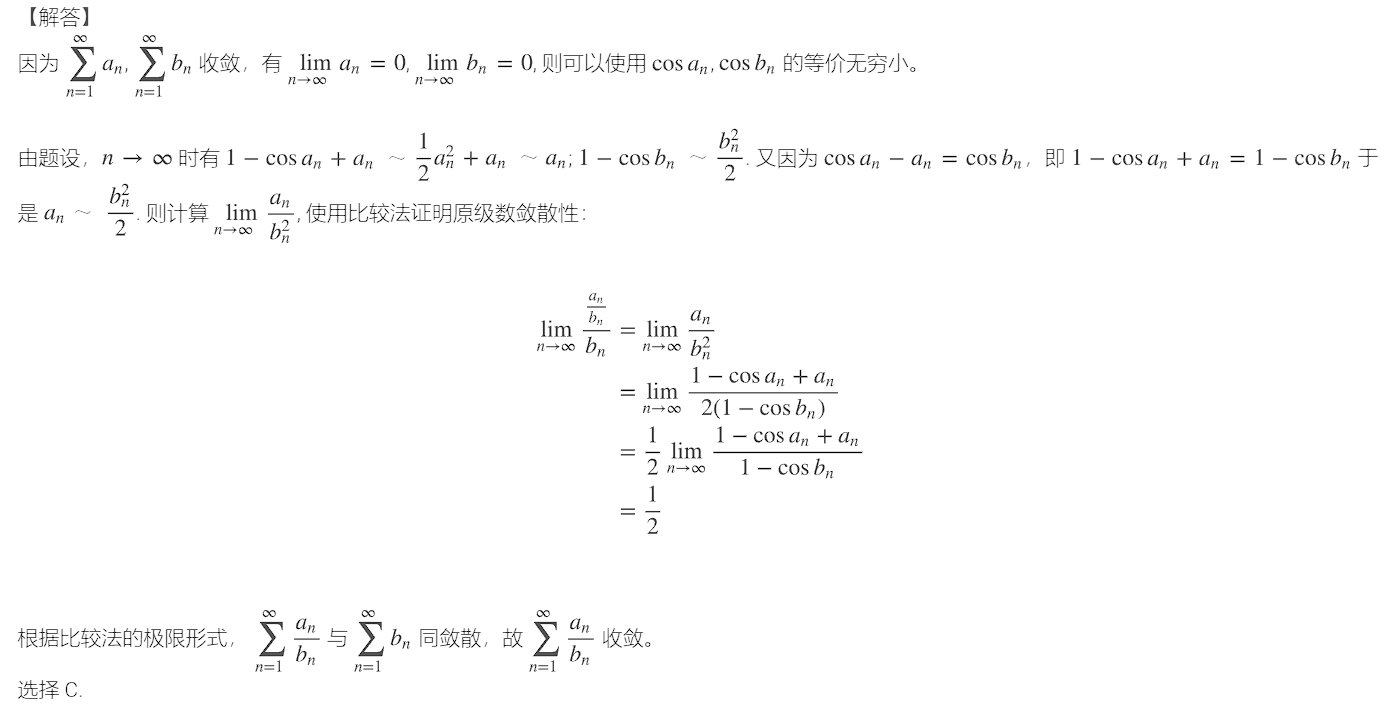 【解答】
因为 $\sum_{n=1}^{\infty} a_n, \sum_{n=1}^{\infty} b_n$ 收敛，有 $\lim_{n\to\infty} a_n = 0, \lim_{n\to\infty} b_n = 0$, 则可以使用 $\cos a_n, \cos b_n$ 的等价无穷小。
由题设，$n \to \infty$ 时有 $1 - \cos a_n + a_n \sim \frac{1}{2} a_n^2 + a_n \sim a_n; 1 - \cos b_n \sim \frac{b_n^2}{2}$. 又因为 $\cos a_n - a_n = \cos b_n$，即 $1 - \cos a_n + a_n = 1 - \cos b_n$ 于
是 $a_n \sim \frac{b_n^2}{2}$. 则计算 $\lim_{n\to\infty} \frac{a_n}{b_n^2}$, 使用比较法证明原级数敛散性：
$\lim_{n\to\infty} \frac{\frac{a_n}{b_n}}{b_n} = \lim_{n\to\infty} \frac{a_n}{b_n^2}$
$= \lim_{n\to\infty} \frac{1 - \cos a_n + a_n}{2(1 - \cos b_n)}$
$= \frac{1}{2} \lim_{n\to\infty} \frac{1 - \cos a_n + a_n}{1 - \cos b_n}$
$= \frac{1}{2}$
根据比较法的极限形式， $\sum_{n=1}^{\infty} \frac{a_n}{b_n}$ 与 $\sum_{n=1}^{\infty} b_n$ 同敛散，故 $\sum_{n=1}^{\infty} \frac{a_n}{b_n}$ 收敛。
选择 C.